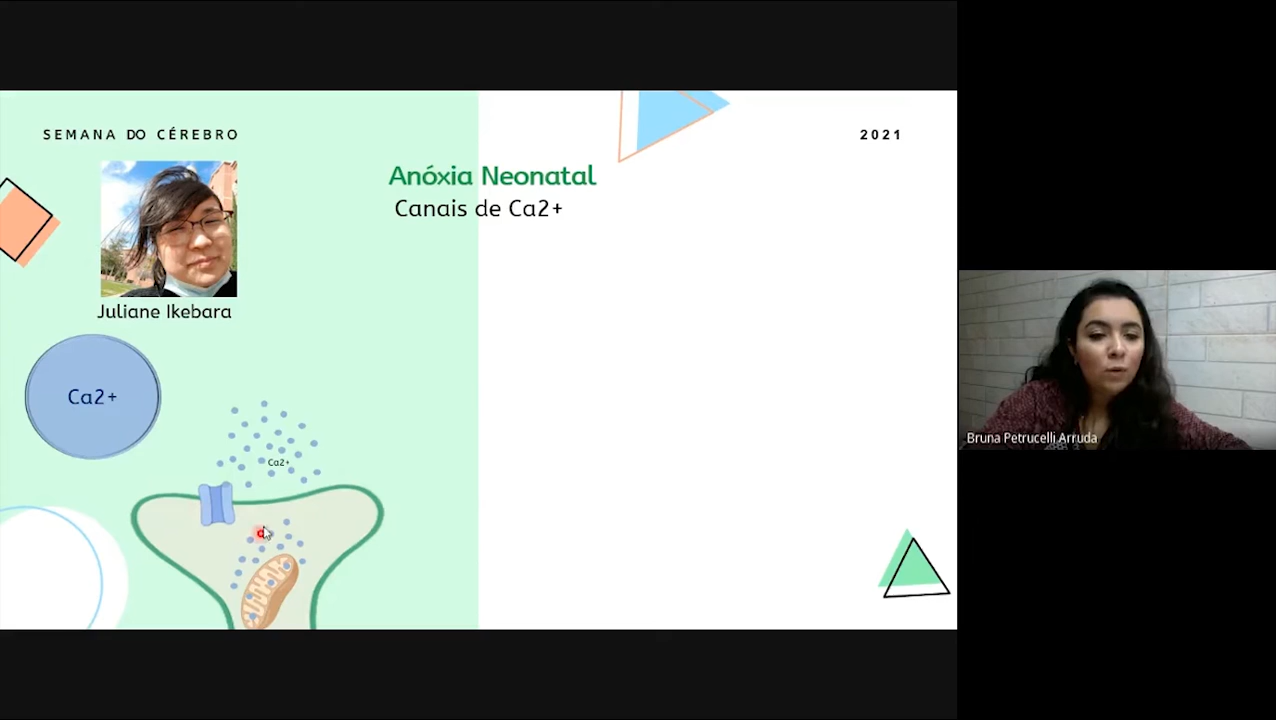 SEMANA DO CÉREBRO
2021
Anóxia Neonatal
Canais de Ca2+
Juliane Ikebara
Ca2+
Ca2+
Bruna Petrucelli Arruda